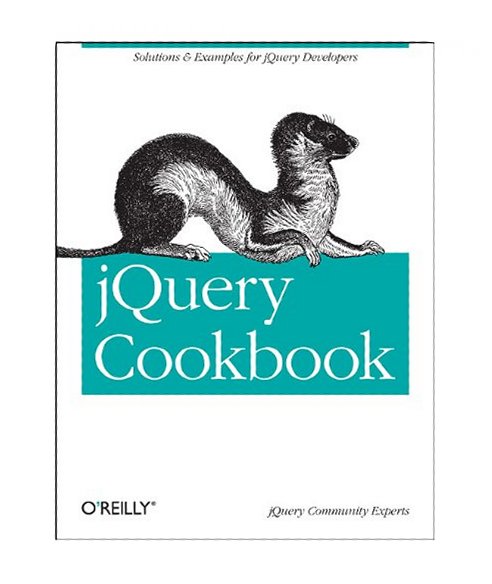 Solutions & Examples for jQuery Developers
jQuery
Cookbook
O'REILLY®
jQuery Community Experts